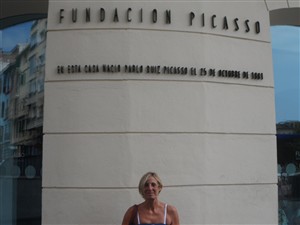 FUNDACION PICASSO
EN ESTA CASA NACIO PABLO RUIZ PICASSO EL 25 DE OCTUBRE DE 1881